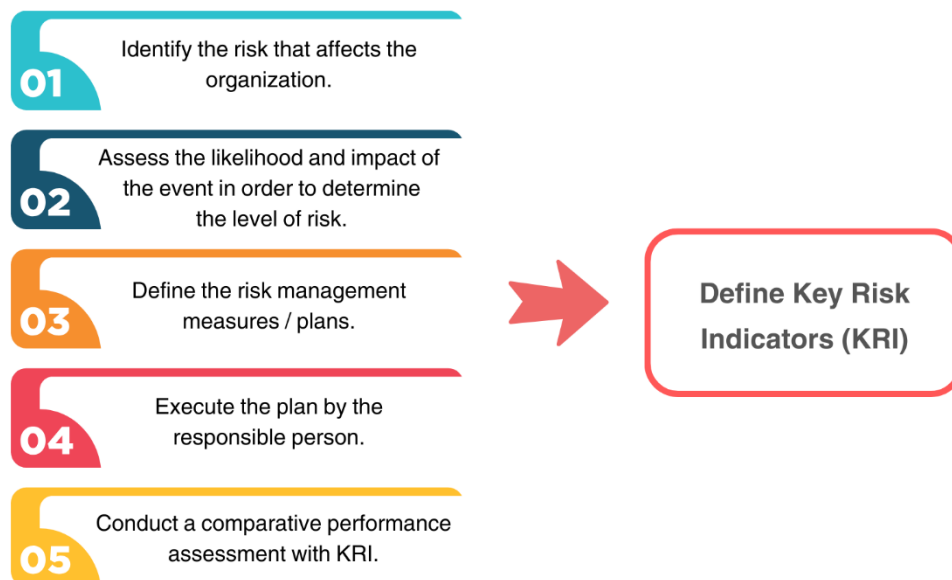 01
Identify the risk that affects the
organization.
02
Assess the likelihood and impact of
the event in order to determine
the level of risk.
03
Define the risk management
measures / plans.
04
Execute the plan by the
responsible person.
05
Conduct a comparative performance
assessment with KRI.
Define Key Risk
Indicators (KRI)